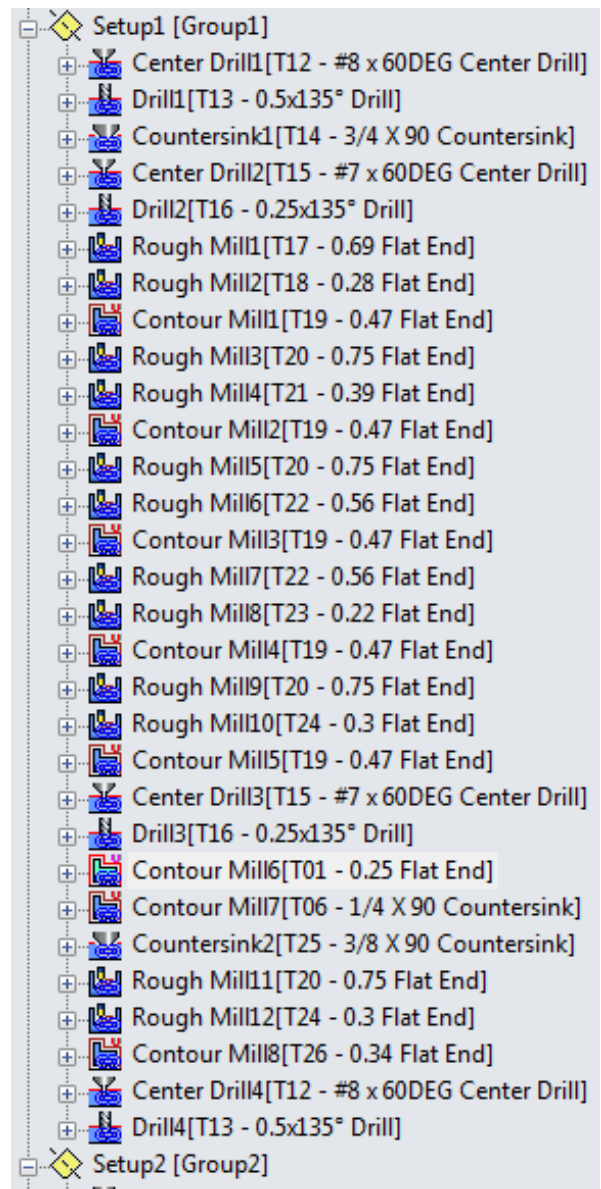 Setup1 [Group1]
Center Drill1[T12 - #8 x 60DEG Center Drill]
Drill1[T13 - 0.5x135° Drill]
Countersink1[T14 - 3/4 X 90 Countersink]
Center Drill2[T15 - #7 x 60DEG Center Drill]
Drill2[T16 - 0.25x135° Drill]
Rough Mill1[T17 - 0.69 Flat End]
Rough Mill2[T18 - 0.28 Flat End]
Contour Mill1[T19 - 0.47 Flat End]
Rough Mill3[T20 - 0.75 Flat End]
Rough Mill4[T21 - 0.39 Flat End]
Contour Mill2[T19 - 0.47 Flat End]
Rough Mill5[T20 - 0.75 Flat End]
Rough Mill6[T22 - 0.56 Flat End]
Contour Mill3[T19 - 0.47 Flat End]
Rough Mill7[T22 - 0.56 Flat End]
Rough Mill8[T23 - 0.22 Flat End]
Contour Mill4[T19 - 0.47 Flat End]
Rough Mill9[T20 - 0.75 Flat End]
Rough Mill10[T24 - 0.3 Flat End]
Contour Mill5[T19 - 0.47 Flat End]
Center Drill3[T15 - #7 x 60DEG Center Drill]
Drill3[T16 - 0.25x135° Drill]
Contour Mill6[T01 - 0.25 Flat End]
Contour Mill7[T06 - 1/4 X 90 Countersink]
Countersink2[T25 - 3/8 X 90 Countersink]
Rough Mill11[T20 - 0.75 Flat End]
Rough Mill12[T24 - 0.3 Flat End]
Contour Mill8[T26 - 0.34 Flat End]
Center Drill4[T12 - #8 x 60DEG Center Drill]
Drill4[T13 - 0.5x135° Drill]
Setup2 [Group2]